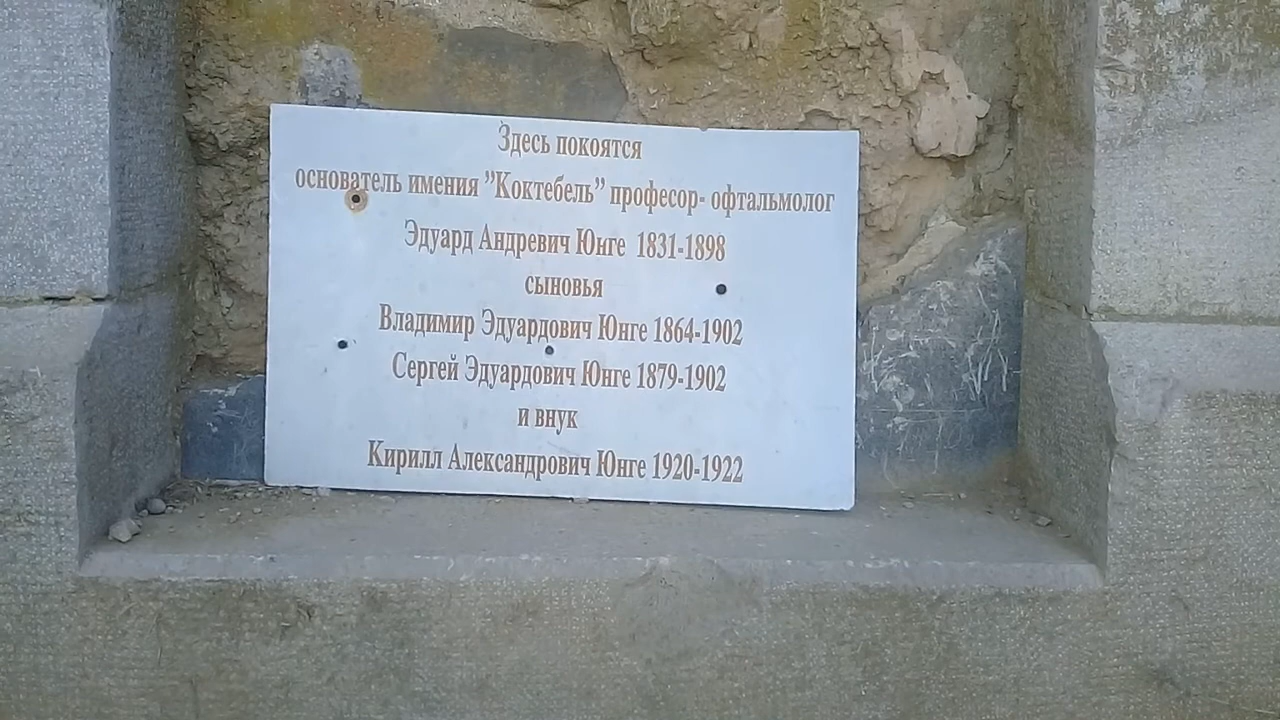 Здесь покоятся
основатель имения ”Коктебель” професор- офтальмолог
Эдуард Андревич Юнге 1831-1898
сыновья
Владимир Эдуардович Юнге 1864-1902
Сергей Эдуардович Юнге 1879-1902
и внук
Кирилл Александрович Юнге 1920-1922